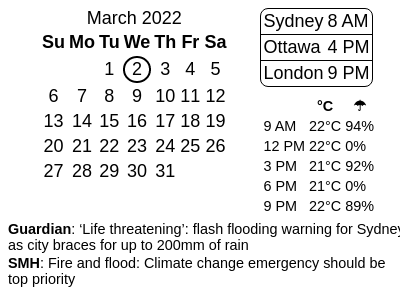 March 2022
Su Mo Tu We Th Fr Sa
1 2 3 4 5
6 7 8 9 10 11 12
13 14 15 16 17 18 19
20 21 22 23 24 25 26
27 28 29 30 31
Sydney 8 AM
Ottawa 4 PM
London 9 PM
°C ☂
9 AM 22°C 94%
12 PM 22°C 0%
3 PM 21°C 92%
6 PM 21°C 0%
9 PM 22°C 89%
Guardian: ‘Life threatening’: flash flooding warning for Sydney
as city braces for up to 200mm of rain
SMH: Fire and flood: Climate change emergency should be
top priority